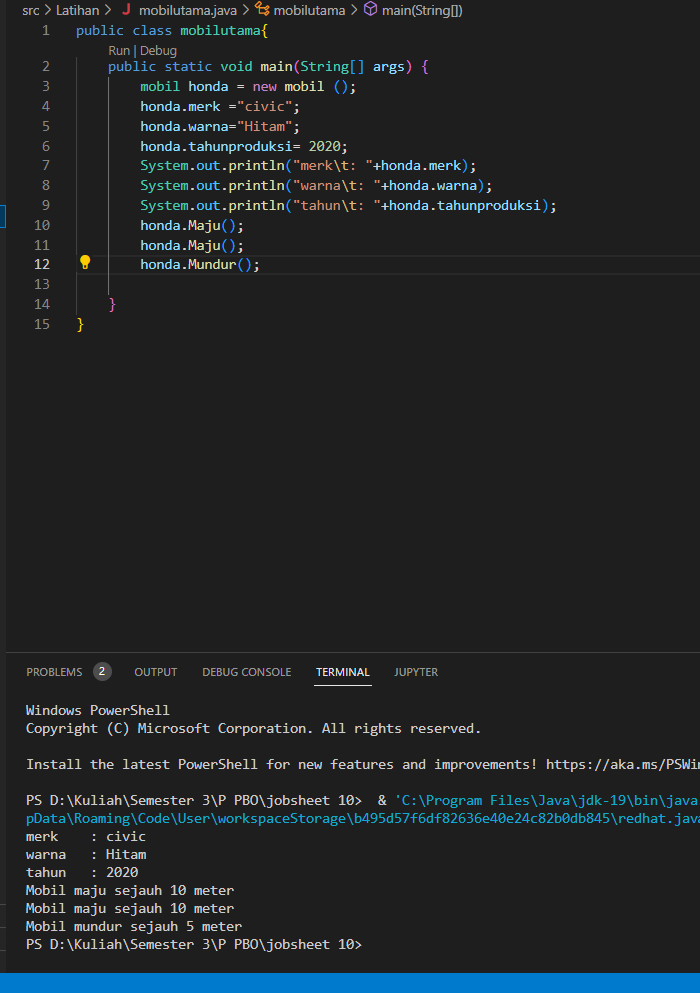 src > Latihan > J mobilutama.java > mobilutama > main(String[])
1 public class mobilutama{
Run | Debug
2 public static void main(String[] args) {
3 mobil honda = new mobil ();
4 honda.merk ="civic";
5 honda.warna="Hitam";
6 honda.tahunproduksi= 2020;
7 System.out.println("merk\t: "+honda.merk);
8 System.out.println("warna\t: "+honda.warna);
9 System.out.println("tahun\t: "+honda.tahunproduksi);
10 honda.Maju();
11 honda.Maju();
12 honda.Mundur();
13
14 }
15 }
PROBLEMS 2 OUTPUT DEBUG CONSOLE TERMINAL JUPYTER
Windows PowerShell
Copyright (C) Microsoft Corporation. All rights reserved.
Install the latest PowerShell for new features and improvements! https://aka.ms/PSWi
PS D:\Kuliah\Semester 3\P PBO\jobsheet 10>  & 'C:\Program Files\Java\jdk-19\bin\java
pData\Roaming\Code\User\workspaceStorage\b495d57f6df82636e40e24c82b0db845\redhat.java
merk    : civic
warna   : Hitam
tahun   : 2020
Mobil maju sejauh 10 meter
Mobil maju sejauh 10 meter
Mobil mundur sejauh 5 meter
PS D:\Kuliah\Semester 3\P PBO\jobsheet 10>